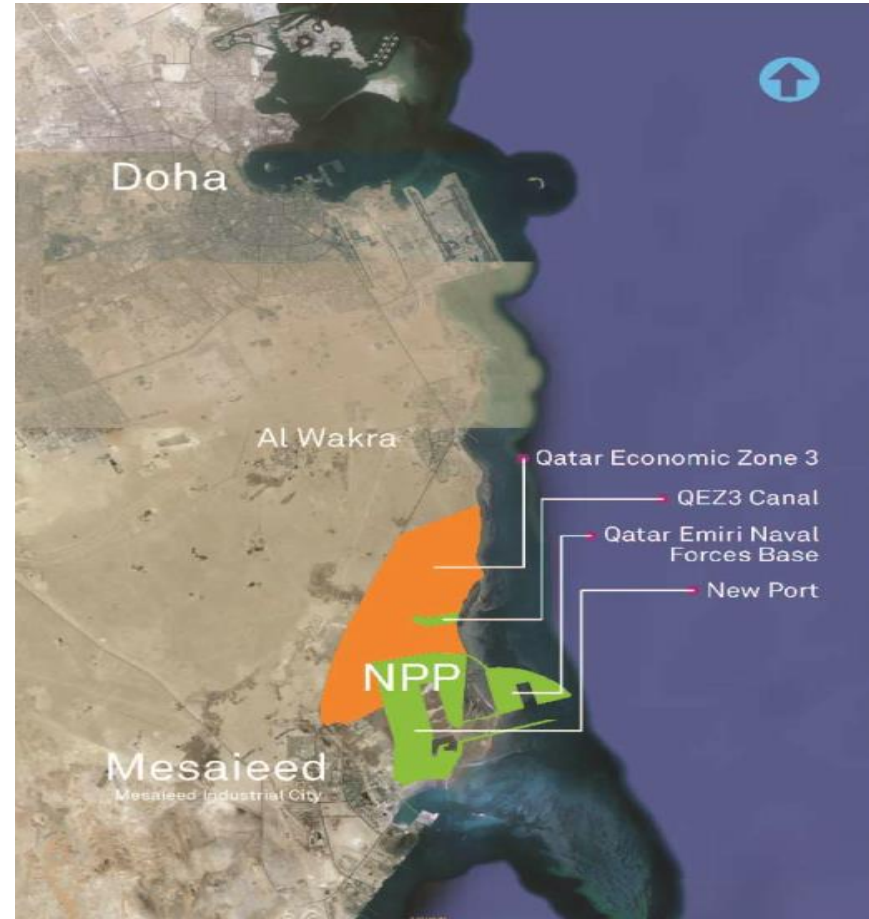 Doha
Al Wakra
Qatar Economic Zone 3
QEZ3 Canal
Qatar Emiri Naval
Forces Base
New Port
NPP
Mesaieed
Mesaieed Industrial City